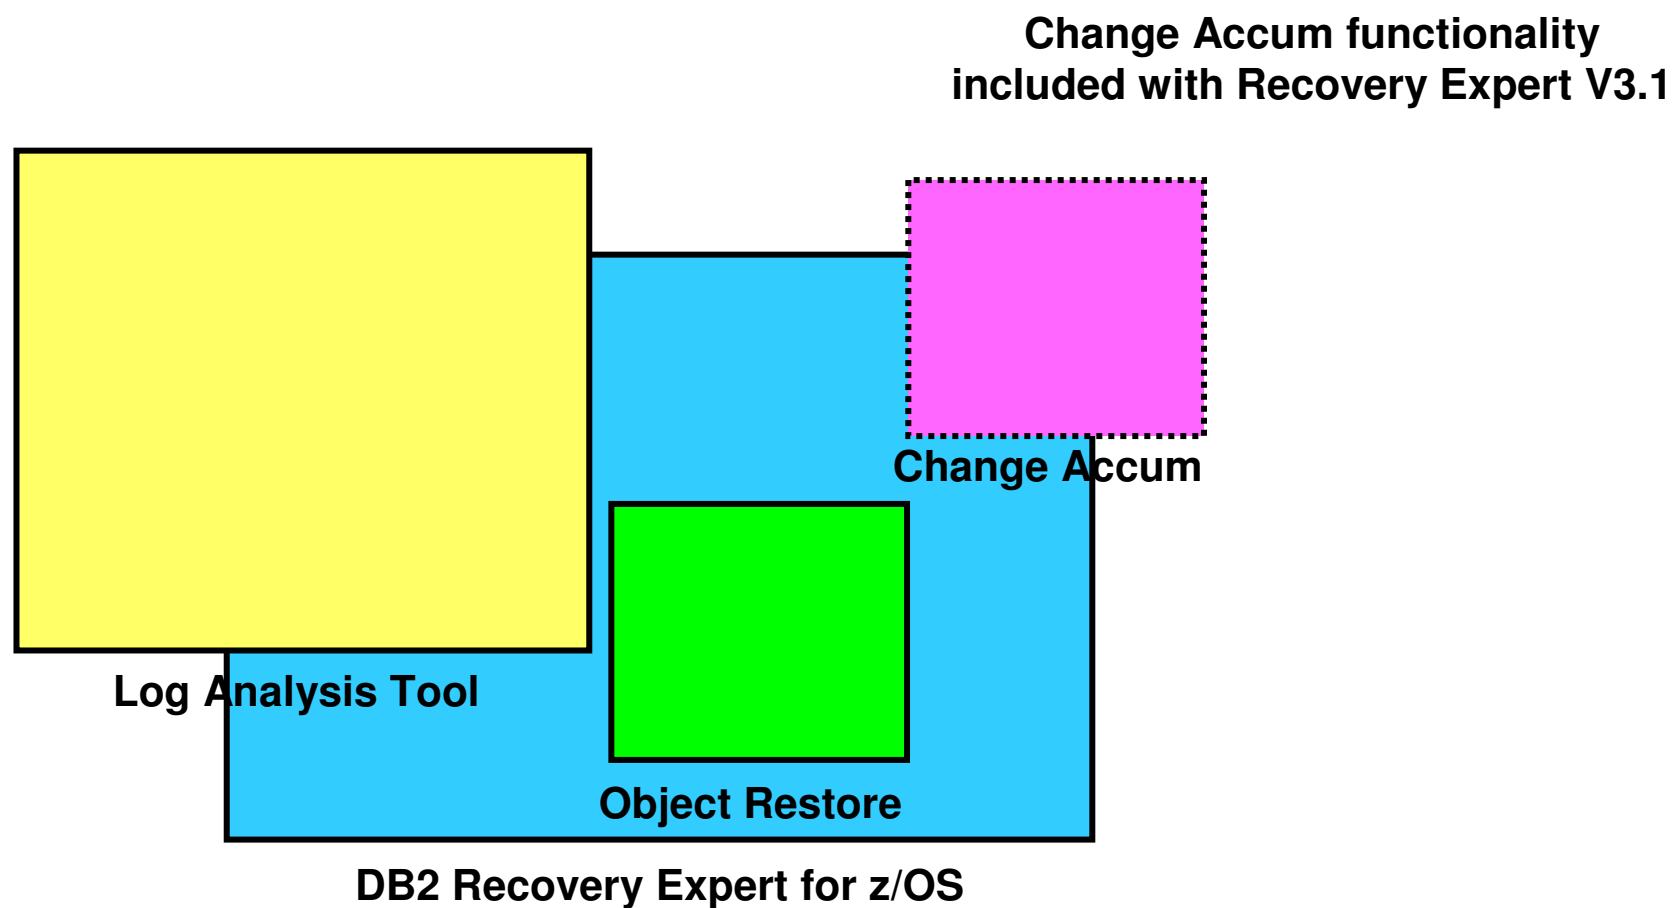 Change Accum functionality
included with Recovery Expert V3.1
Change Accum
Log Analysis Tool
Object Restore
DB2 Recovery Expert for z/OS